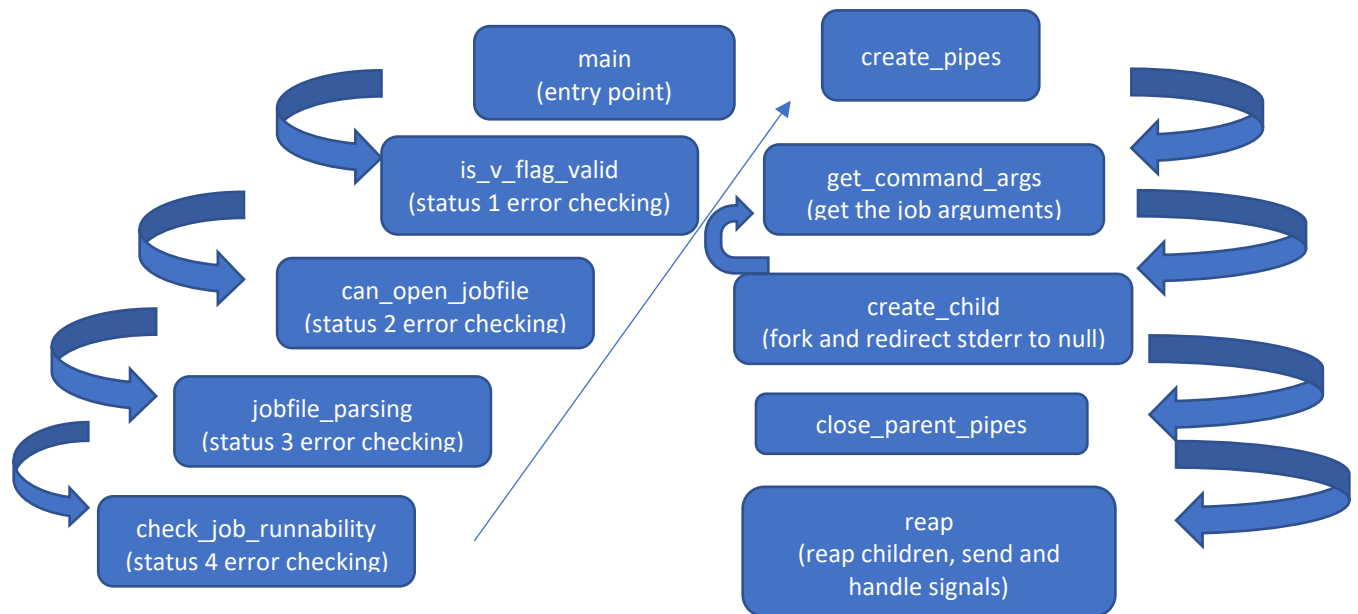 main
(entry point)
is_v_flag_valid
(status 1 error checking)
can_open_jobfile
(status 2 error checking)
jobfile_parsing
(status 3 error checking)
check_job_runnability
(status 4 error checking)
create_pipes
get_command_args
(get the job arguments)
create_child
(fork and redirect stderr to null)
close_parent_pipes
reap
(reap children, send and
handle signals)